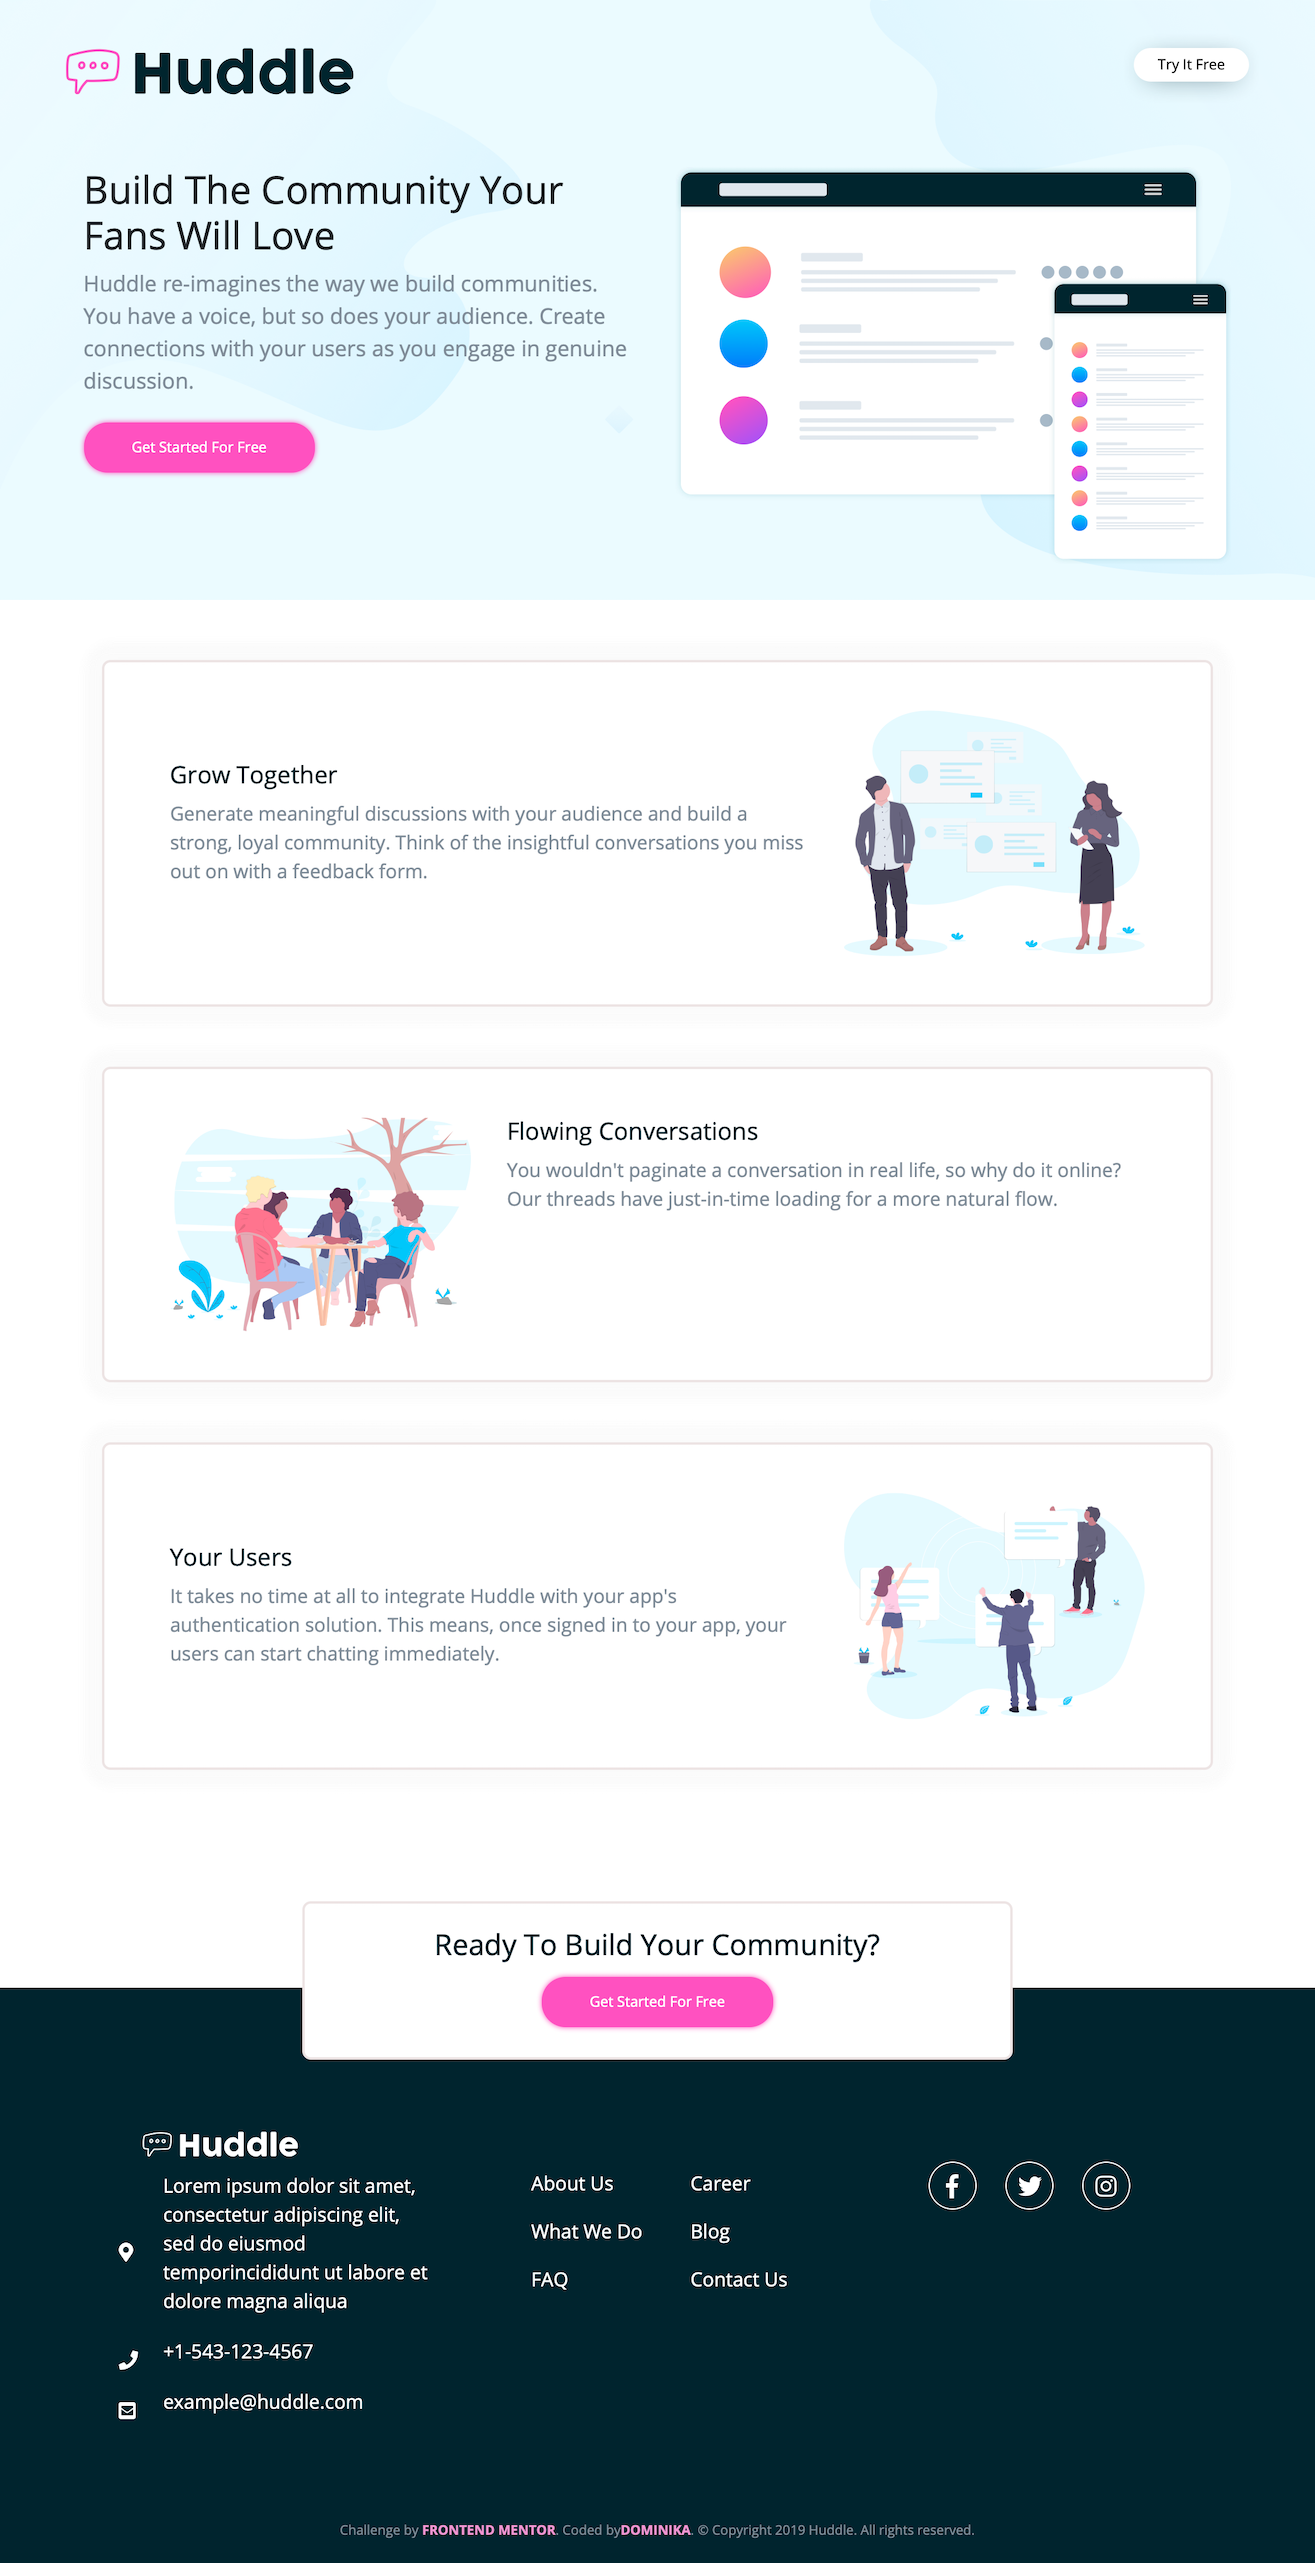 Huddle
Try It Free
Build The Community Your
Fans Will Love
Huddle re-imagines the way we build communities.
You have a voice, but so does your audience. Create
connections with your users as you engage in genuine
discussion.
Get Started For Free
Grow Together
Generate meaningful discussions with your audience and build a
strong, loyal community. Think of the insightful conversations you miss
out on with a feedback form.
Flowing Conversations
You wouldn't paginate a conversation in real life, so why do it online?
Our threads have just-in-time loading for a more natural flow.
Your Users
It takes no time at all to integrate Huddle with your app's
authentication solution. This means, once signed in to your app, your
users can start chatting immediately.
Ready To Build Your Community?
Get Started For Free
Huddle
Lorem ipsum dolor sit amet,
consectetur adipiscing elit,
sed do eiusmod
temporincididunt ut labore et
dolore magna aliqua
+1-543-123-4567
example@huddle.com
About Us
What We Do
FAQ
Career
Blog
Contact Us
Challenge by FRONTEND MENTOR. Coded byDOMINIKA. © Copyright 2019 Huddle. All rights reserved.